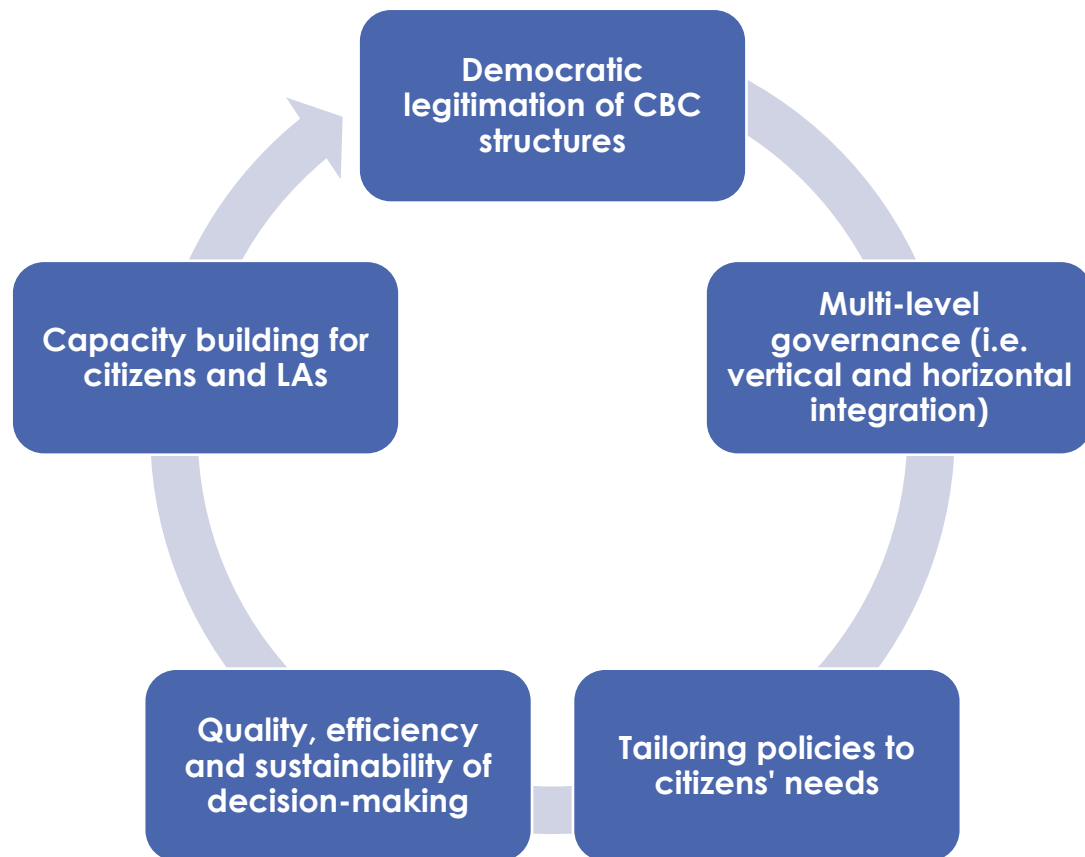 Democratic
legitimation of CBC
structures
Multi-level
governance (i.e.
vertical and horizontal
integration)
Tailoring policies to
citizens' needs
Quality, efficiency
and sustainability of
decision-making
Capacity building for
citizens and LAs